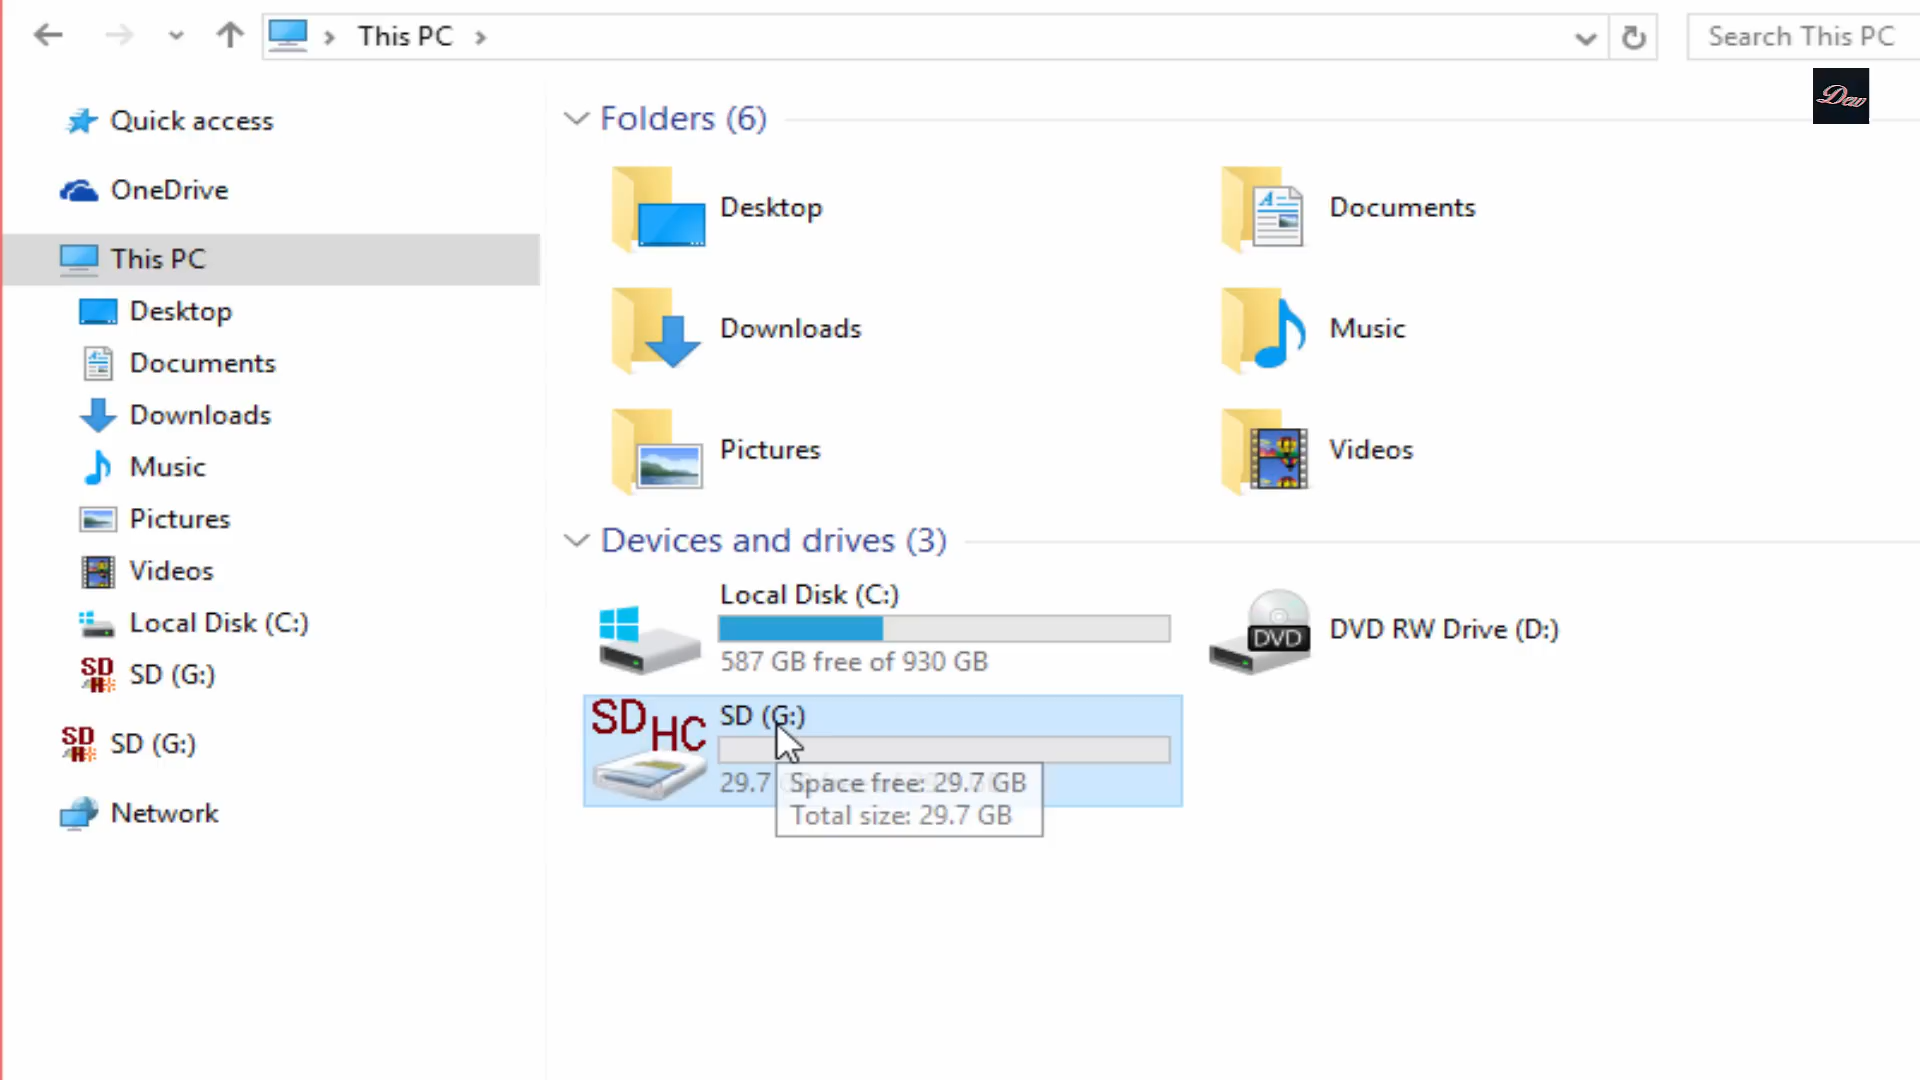 This PC
Search This PC
Dew
Quick access
OneDrive
This PC
Desktop
Documents
Downloads
Music
Pictures
Videos
Local Disk (C:)
SD (G:)
SD (G:)
Network
Folders (6)
Desktop
Documents
Downloads
Music
Pictures
Videos
Devices and drives (3)
Local Disk (C:)
587 GB free of 930 GB
DVD
DVD RW Drive (D:)
SDHC
SD (G:)
29.7
Space free: 29.7 GB
Total size: 29.7 GB